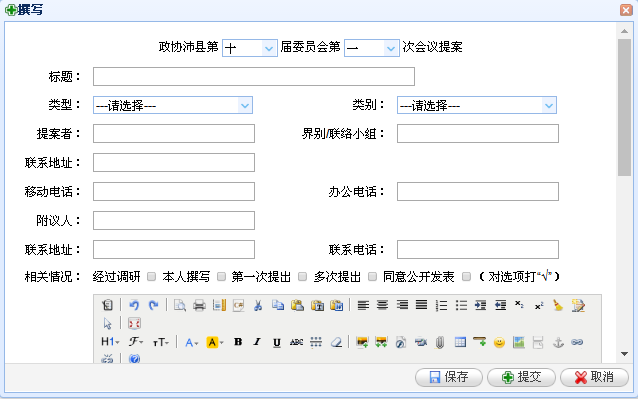 撰写
政协沛县第 十 届委员会第 一 次会议提案
标题：
类型： ---请选择--- 类别： ---请选择---
提案者： 界别/联络小组：
联系地址：
移动电话： 办公电话：
附议人：
联系地址： 联系电话：
相关情况： 经过调研 本人撰写 第一次提出 多次提出 同意公开发表 （ 对选项打"√"）
H1 F TT A A B I U ABC
保存 提交 取消